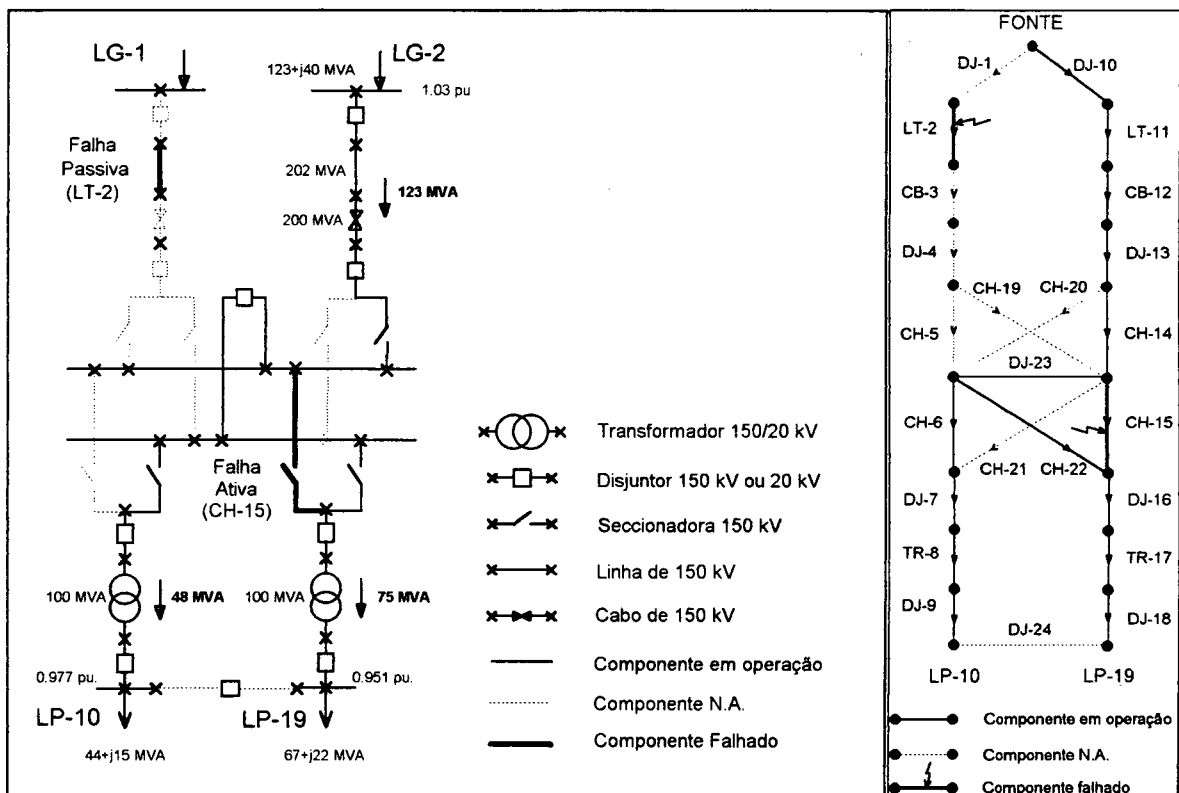 LG-1
LG-2
123+j40 MVA
1.03 pu
Falha
Passiva
(LT-2)
202 MVA
123 MVA
200 MVA
Falha
Ativa
(CH-15)
100 MVA
48 MVA
100 MVA
75 MVA
0.977 pu.
0.951 pu.
LP-10
LP-19
44+j15 MVA
67+j22 MVA
Transformador 150/20 kV
Disjuntor 150 kV ou 20 kV
Seccionadora 150 kV
Linha de 150 kV
Cabo de 150 kV
Componente em operação
Componente N.A.
Componente Falhado
FONTE
DJ-1
DJ-10
LT-2
LT-11
CB-3
CB-12
DJ-4
DJ-13
CH-19
CH-20
CH-5
CH-14
DJ-23
CH-6
CH-15
CH-21
CH-22
DJ-7
DJ-16
TR-8
TR-17
DJ-9
DJ-18
DJ-24
LP-10
LP-19
Componente em operação
Componente N.A.
Componente falhado